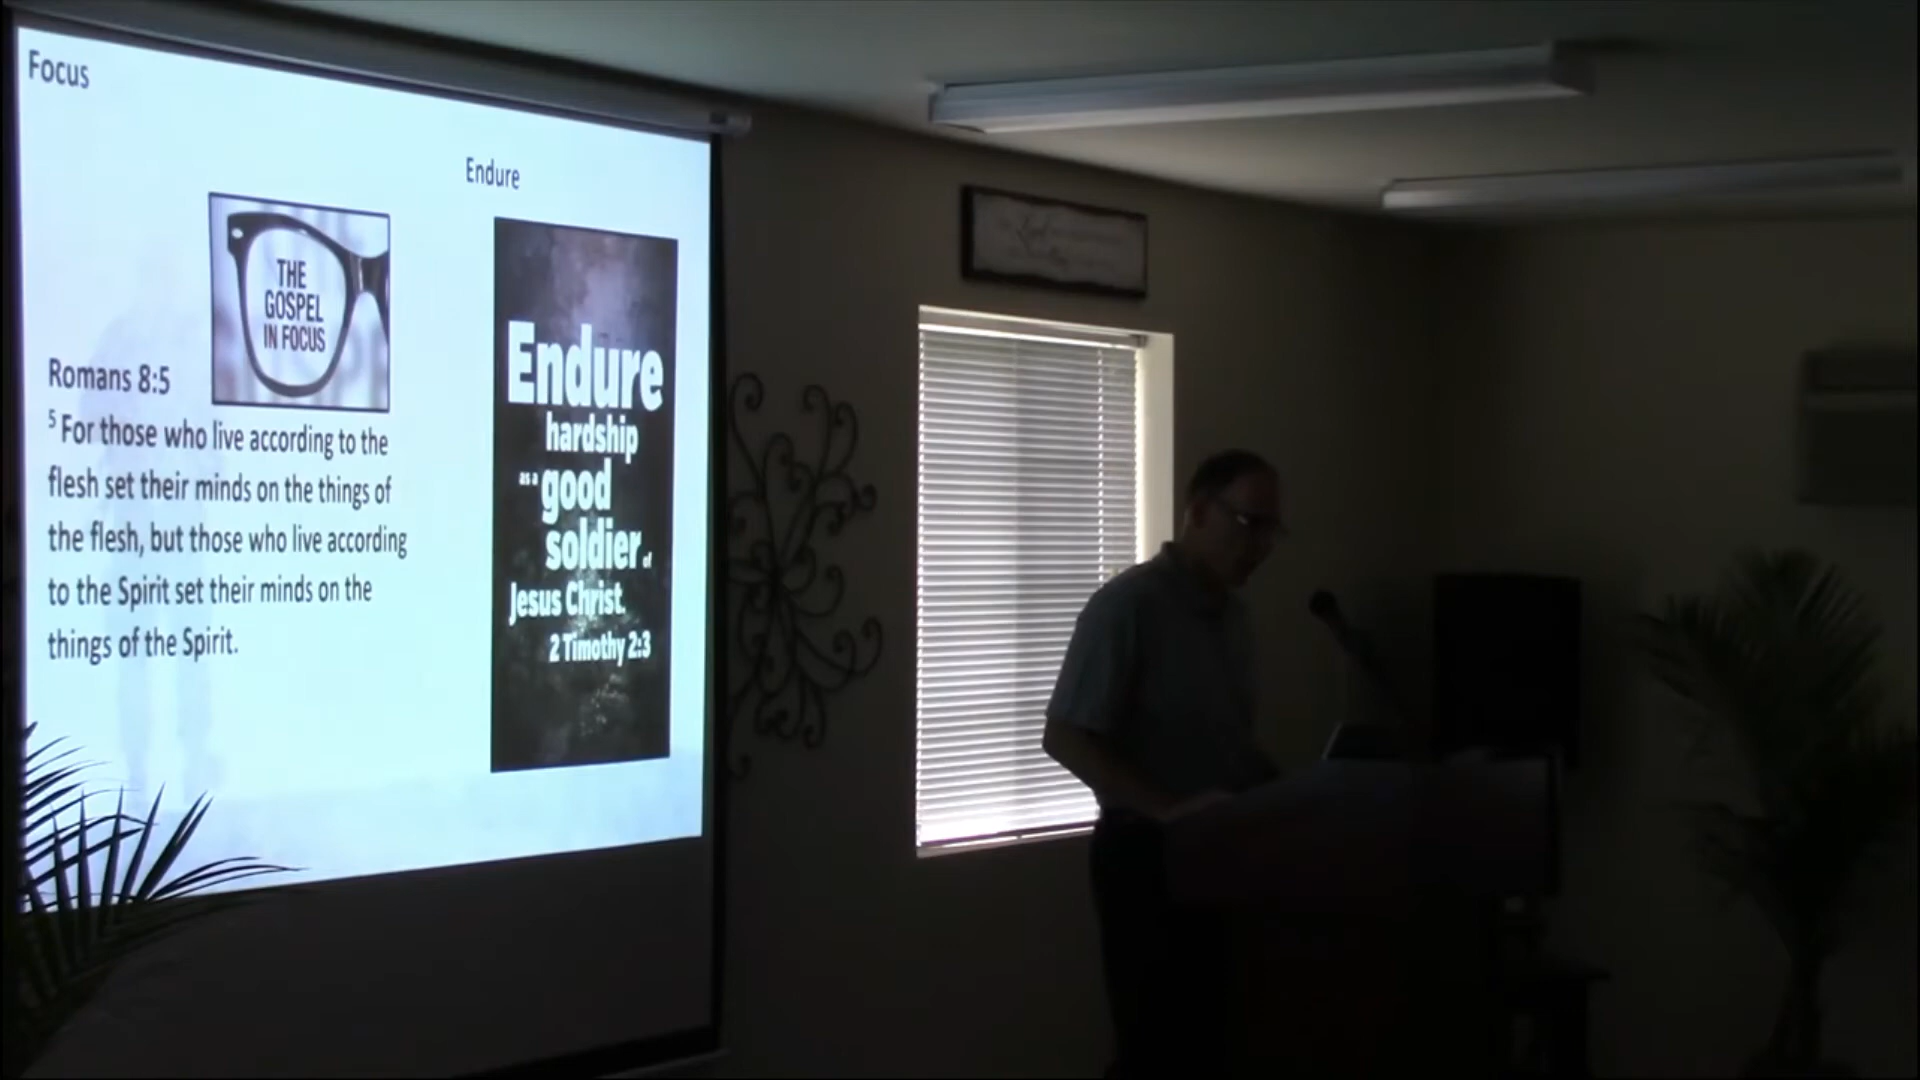 Focus
Endure
THE
GOSPEL
IN FOCUS
Romans 8:5
5 For those who live according to the
flesh set their minds on the things of
the flesh, but those who live according
to the Spirit set their minds on the
things of the Spirit.
Endure
hardship
as a good
soldier of
Jesus Christ.
2 Timothy 2:3
Lord